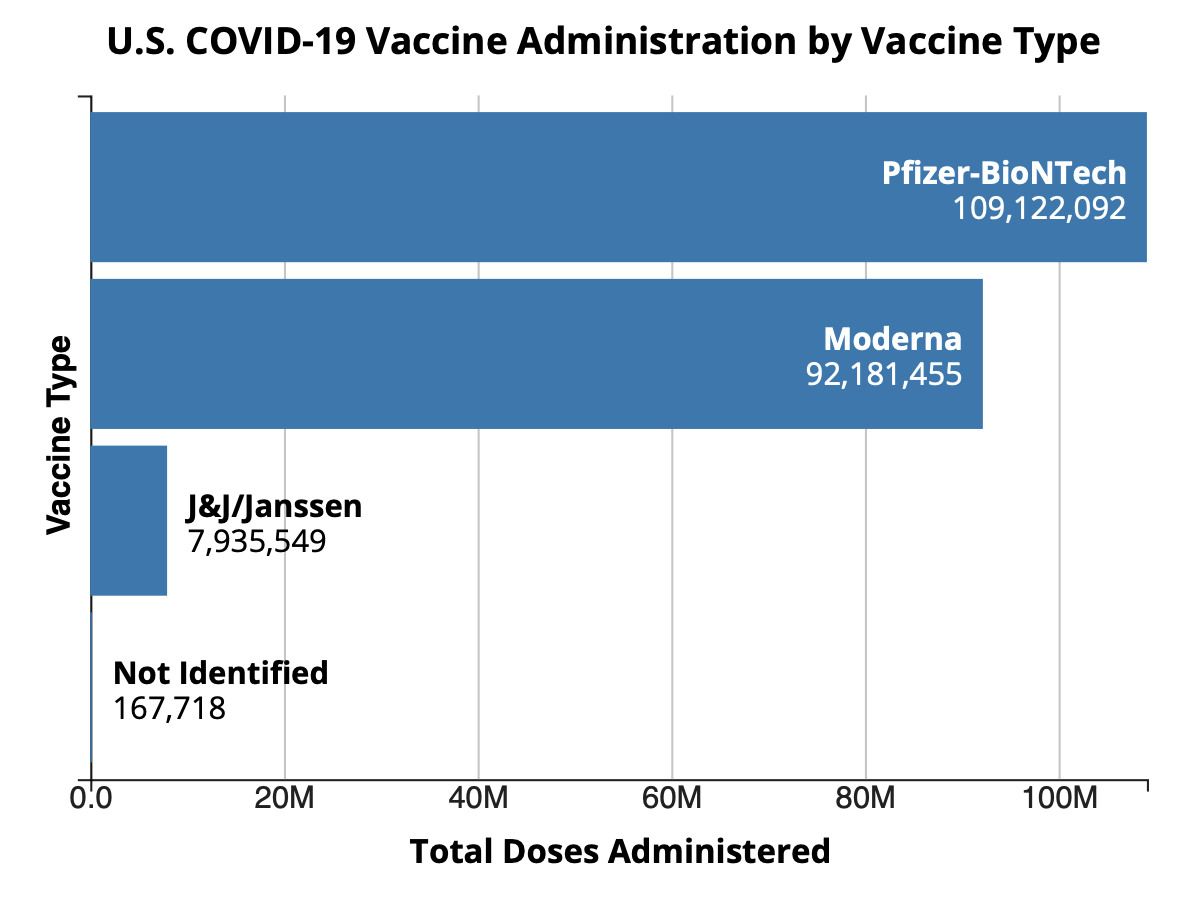 U.S. COVID-19 Vaccine Administration by Vaccine Type
Pfizer-BioNTech
109,122,092
Moderna
92,181,455
Vaccine Type
J&J/Janssen
7,935,549
Not Identified
167,718
0.0 20M 40M 60M 80M 100M
Total Doses Administered